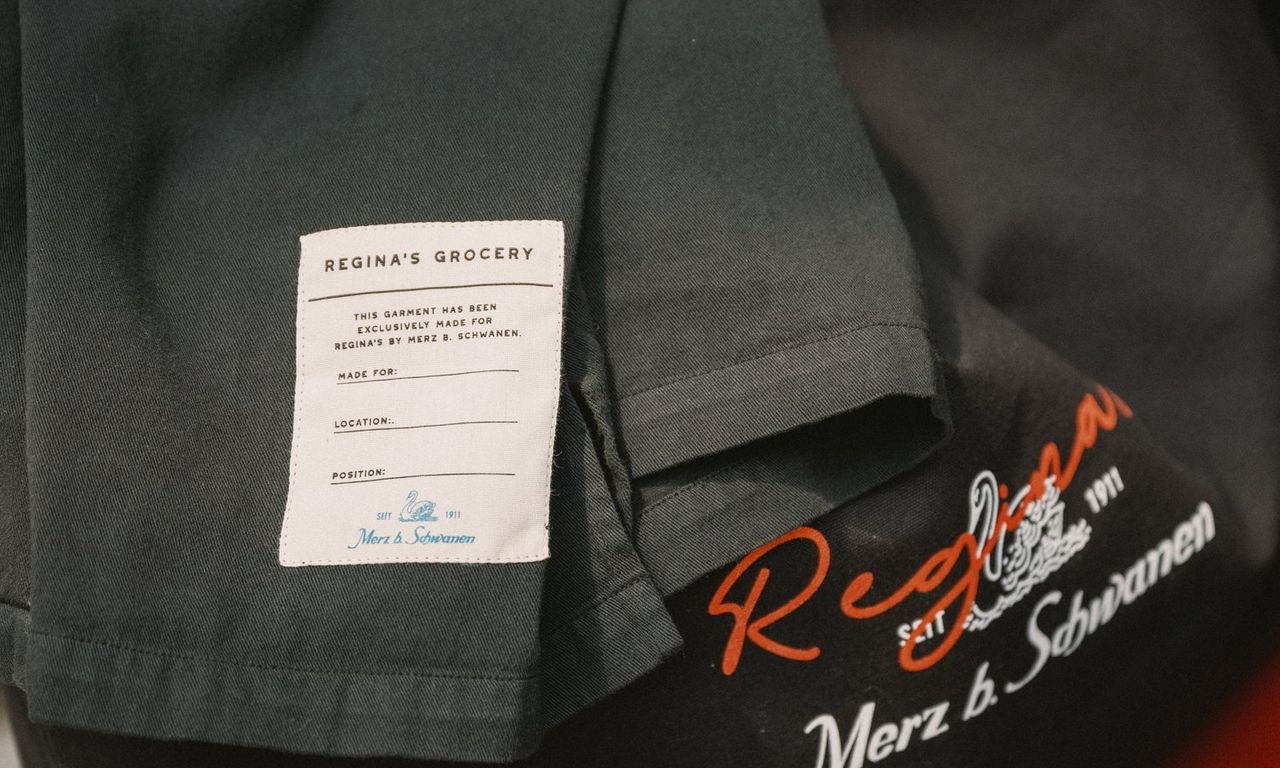 REGINA'S GROCERY
THIS GARMENT HAS BEEN
EXCLUSIVELY MADE FOR
REGINA'S BY MERZ B. SCHWANEN.
MADE FOR:
LOCATION:.
POSITION:
SEIT 1911
Merz b. Schwanen
Regina
SEIT 1911
Merz b. Schwanen